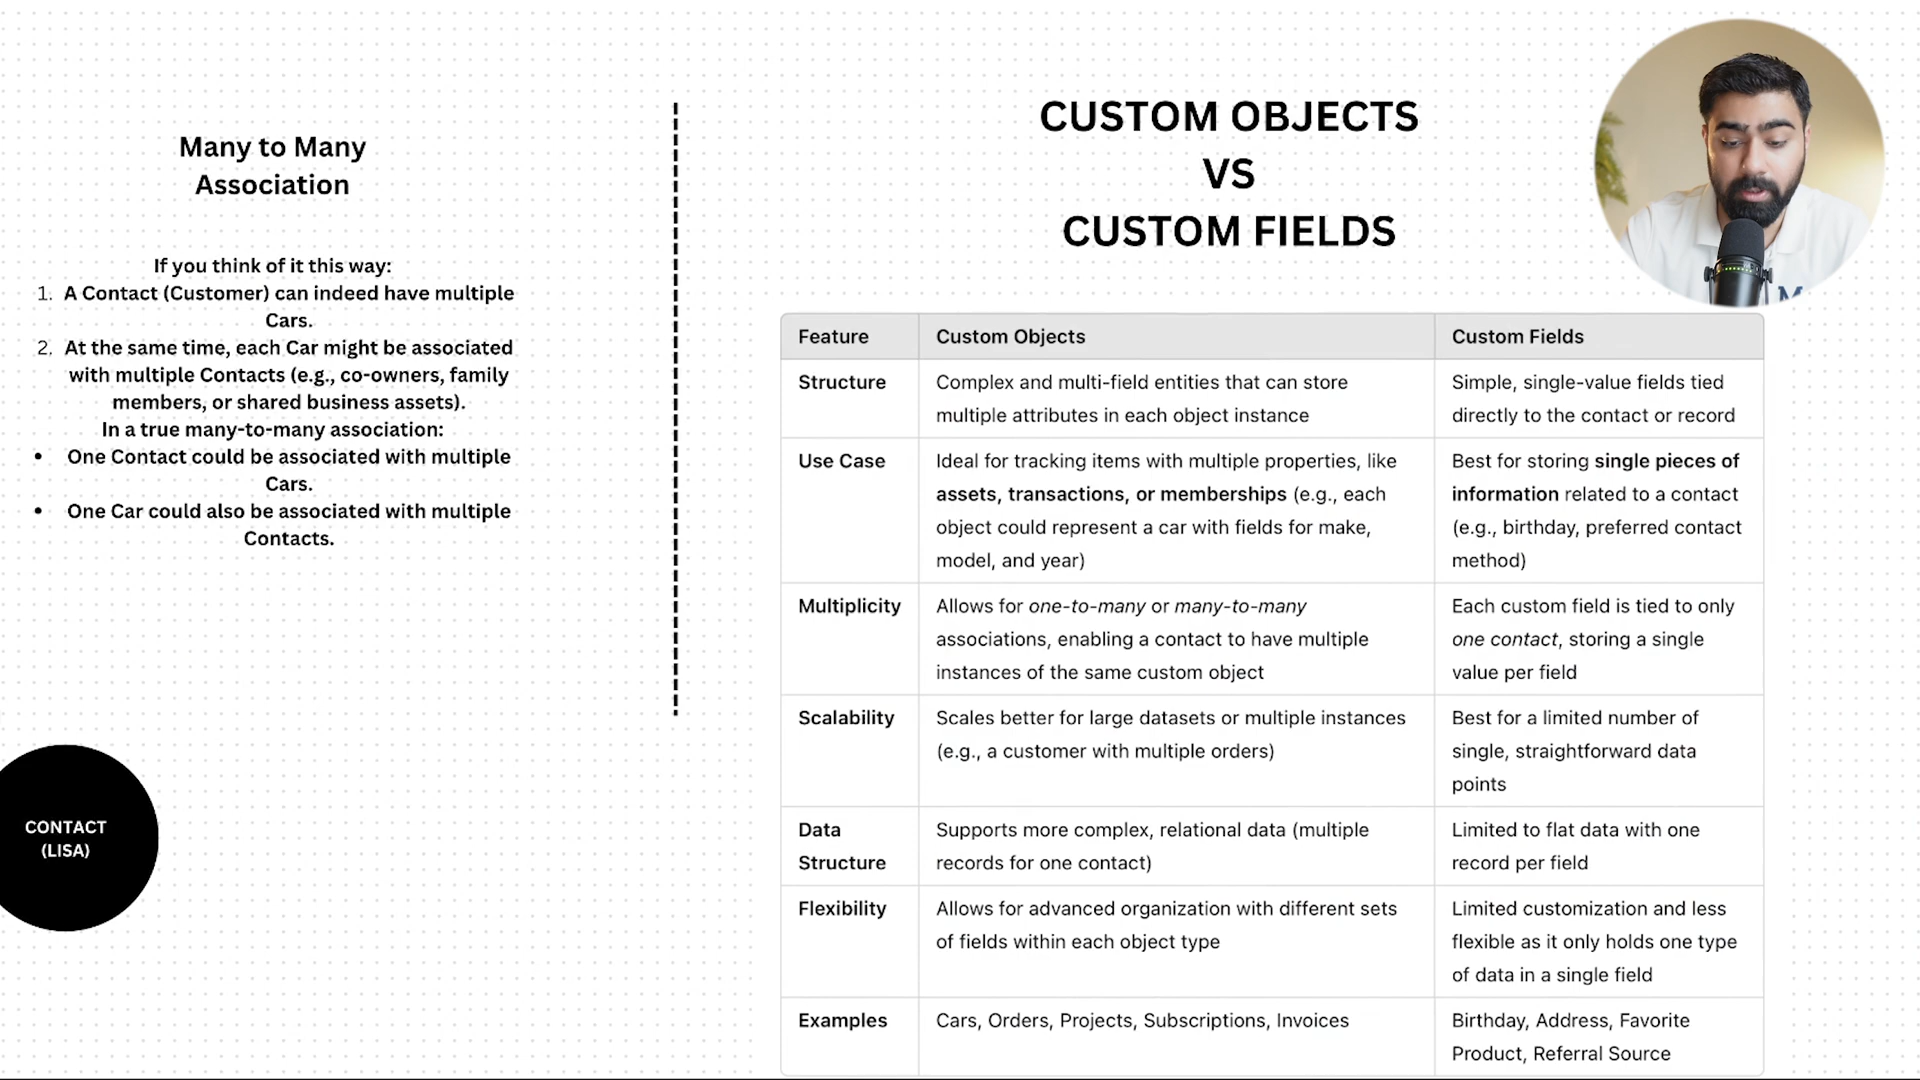 Many to Many
Association
If you think of it this way:
1. A Contact (Customer) can indeed have multiple
Cars.
2. At the same time, each Car might be associated
with multiple Contacts (e.g., co-owners, family
members, or shared business assets).
In a true many-to-many association:
• One Contact could be associated with multiple
Cars.
• One Car could also be associated with multiple
Contacts.
CONTACT
(LISA)
CUSTOM OBJECTS
VS
CUSTOM FIELDS
Feature Custom Objects Custom Fields
Structure Complex and multi-field entities that can store Simple, single-value fields tied
multiple attributes in each object instance directly to the contact or record
Use Case Ideal for tracking items with multiple properties, like Best for storing single pieces of
assets, transactions, or memberships (e.g., each information related to a contact
object could represent a car with fields for make, (e.g., birthday, preferred contact
model, and year) method)
Multiplicity Allows for one-to-many or many-to-many Each custom field is tied to only
associations, enabling a contact to have multiple one contact, storing a single
instances of the same custom object value per field
Scalability Scales better for large datasets or multiple instances Best for a limited number of
(e.g., a customer with multiple orders) single, straightforward data
points
Data Supports more complex, relational data (multiple Limited to flat data with one
Structure records for one contact) record per field
Flexibility Allows for advanced organization with different sets Limited customization and less
of fields within each object type flexible as it only holds one type
of data in a single field
Examples Cars, Orders, Projects, Subscriptions, Invoices Birthday, Address, Favorite
Product, Referral Source